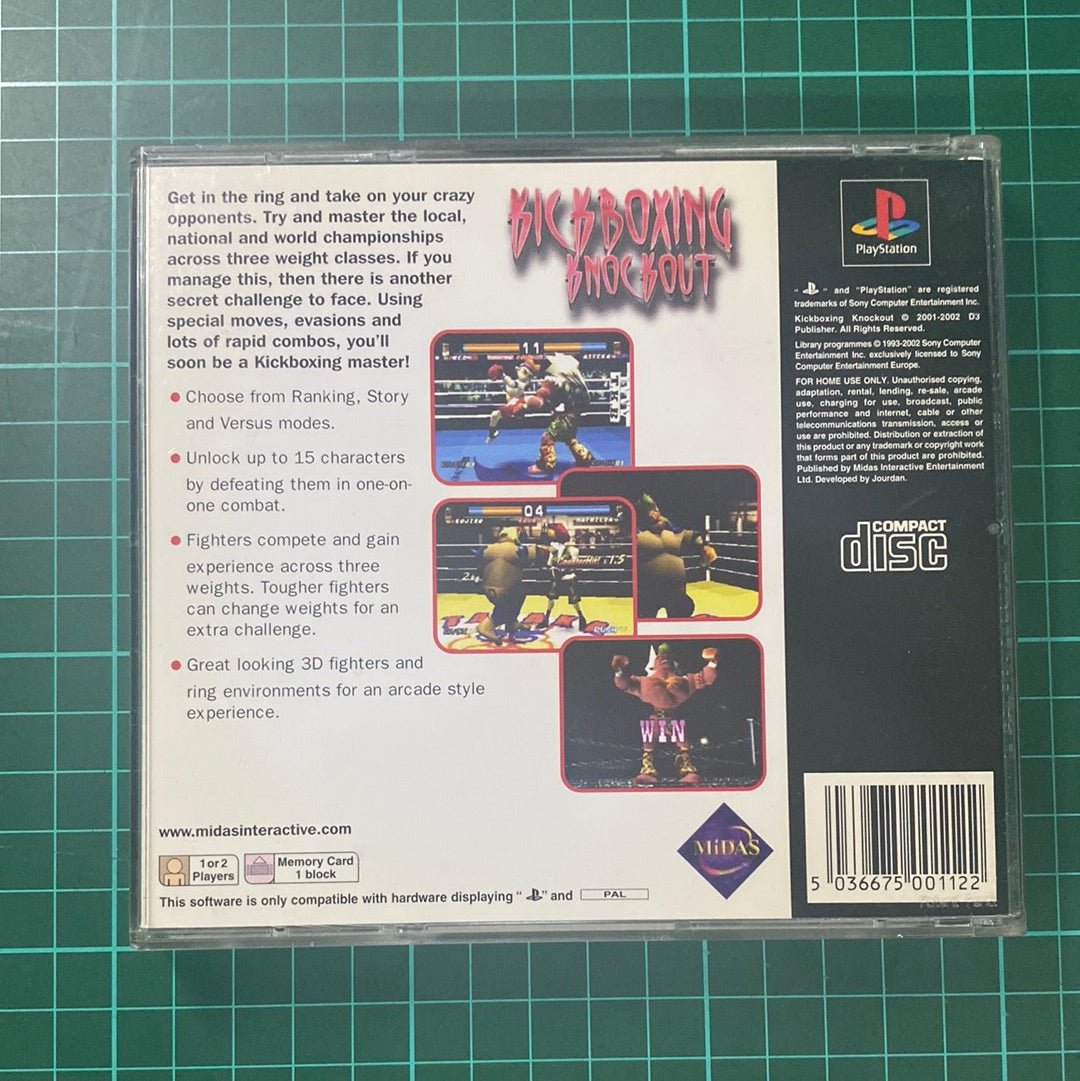 Get in the ring and take on your crazy
opponents. Try and master the local,
national and world championships
across three weight classes. If you
manage this, then there is another
secret challenge to face. Using
special moves, evasions and
lots of rapid combos, you'll
soon be a Kickboxing master!
Choose from Ranking, Story
and Versus modes.
Unlock up to 15 characters
by defeating them in one-on-
one combat.
Fighters compete and gain
experience across three
weights. Tougher fighters
can change weights for an
extra challenge.
Great looking 3D fighters and
ring environments for an arcade style
experience.
www.midasinteractive.com
1 or 2
Players
Memory Card
1 block
This software is only compatible with hardware displaying " " and PAL
KICKBOXING
KNOCKOUT
11
04
WIN
MiDAS
PlayStation
" " and "PlayStation" are registered
trademarks of Sony Computer Entertainment Inc.
Kickboxing Knockout © 2001-2002 D3
Publisher. All Rights Reserved.
Library programmes © 1993-2002 Sony Computer
Entertainment Inc. exclusively licensed to Sony
Computer Entertainment Europe.
FOR HOME USE ONLY. Unauthorised copying,
adaptation, rental, lending, re-sale, arcade
use, charging for use, broadcast, public
performance and internet, cable or other
telecommunications transmission, access or
use are prohibited. Distribution or extraction of
this product or any trademark or copyright work
that forms part of this product are prohibited.
Published by Midas Interactive Entertainment
Ltd. Developed by Jourdan.
COMPACT
disc
5 036675 001122